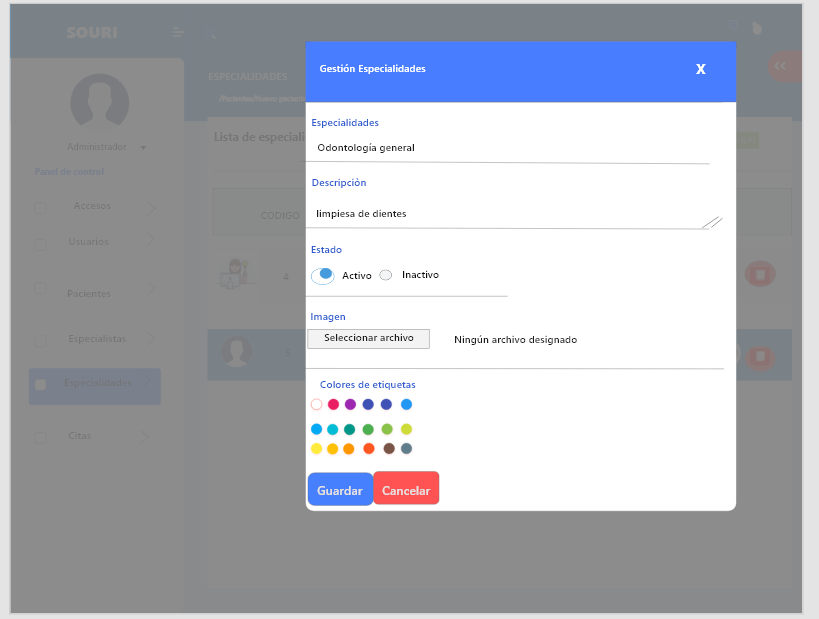 SOURI
Gestión Especialidades
X
ESPECIALIDADES
Especialidades
Lista de especiali
Odontología general
Administrador
Panel de control
Descripción
Accesos
limpiesa de dientes
CODIGO
Usuarios
Estado
Activo
Inactivo
4
Pacientes
Imagen
Seleccionar archivo
Ningún archivo designado
Especialistas
5
Especialidades
Colores de etiquetas
Citas
Guardar
Cancelar